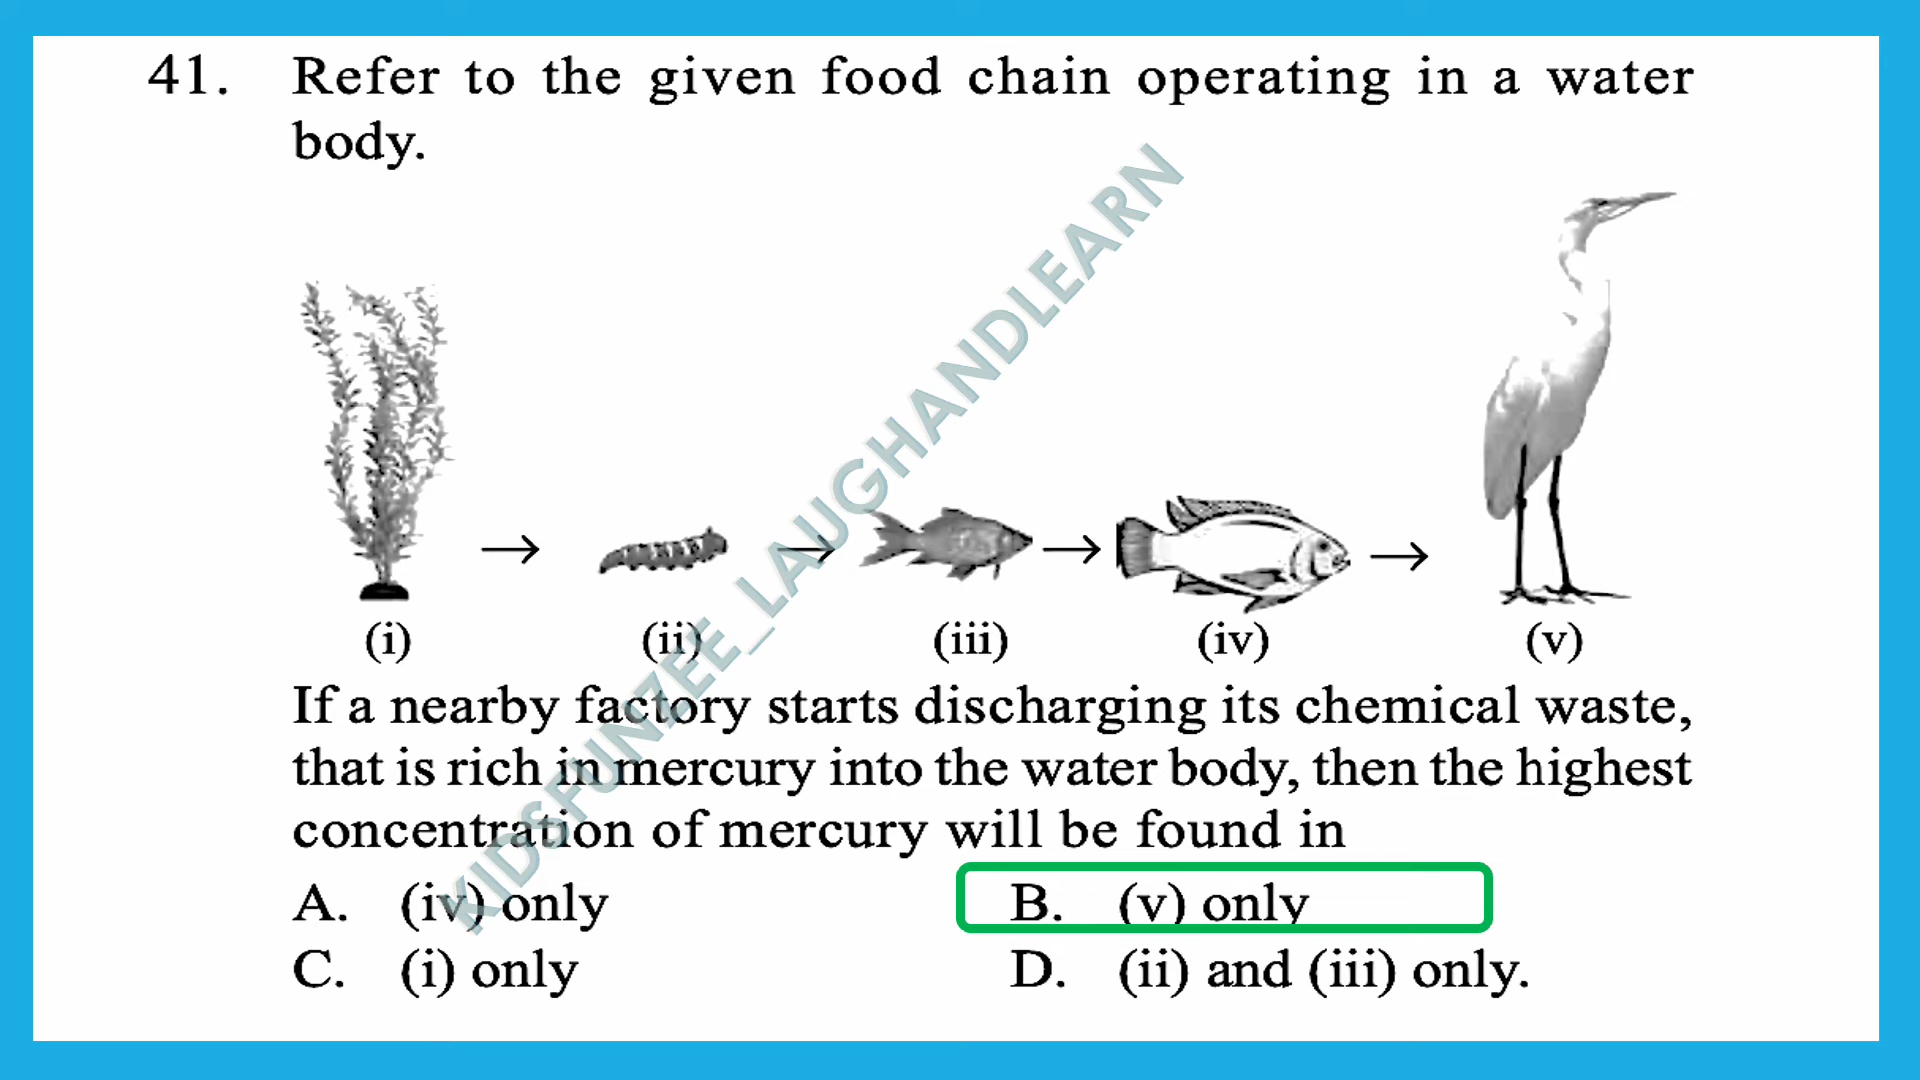 41. Refer to the given food chain operating in a water
body.
(i) (ii) (iii) (iv) (v)
If a nearby factory starts discharging its chemical waste,
that is rich in mercury into the water body, then the highest
concentration of mercury will be found in
A. (iv) only B. (v) only
C. (i) only D. (ii) and (iii) only.
KIDSFUNZEE_LAUGHANDLEARN